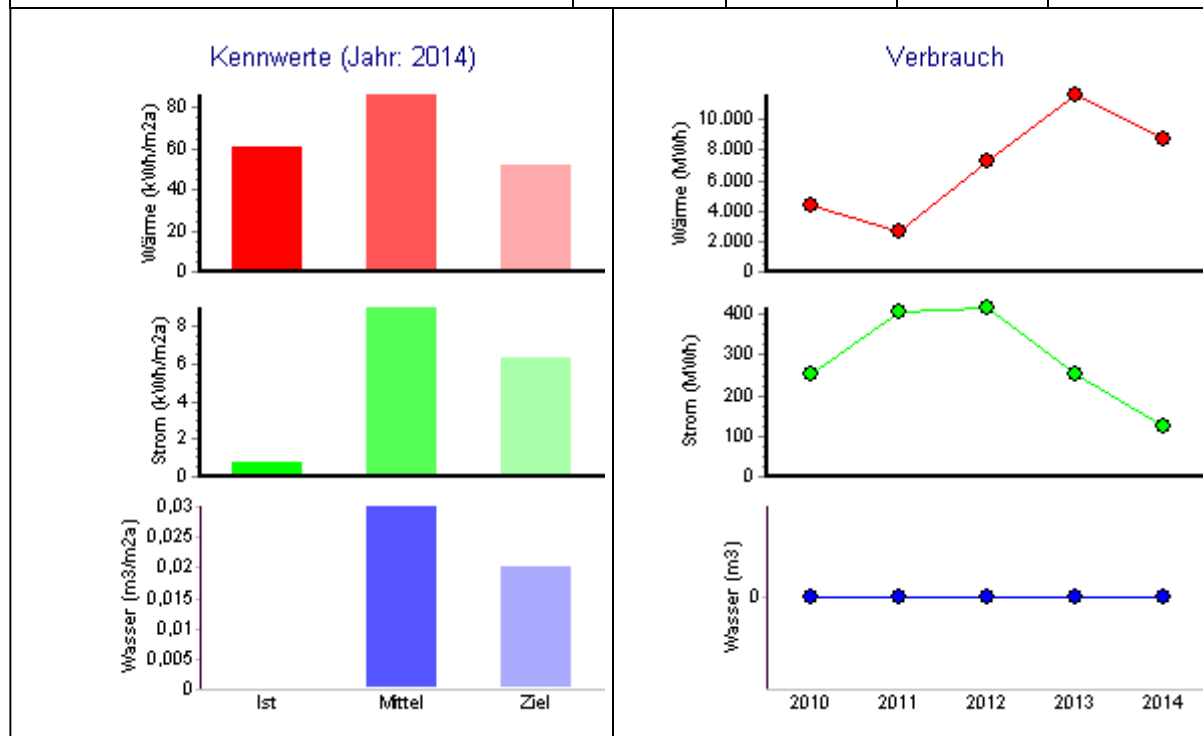 Kennwerte (Jahr: 2014)
Wärme (kWh/m2a)
80
60
40
20
0
Strom (kWh/m2a)
8
6
4
2
0
Wasser (m3/m2a)
0,03
0,025
0,02
0,015
0,01
0,005
0
Ist Mittel Ziel
Verbrauch
Wärme (MWh)
10.000
8.000
6.000
4.000
2.000
0
Strom (MWh)
400
300
200
100
0
Wasser (m3)
0
2010 2011 2012 2013 2014